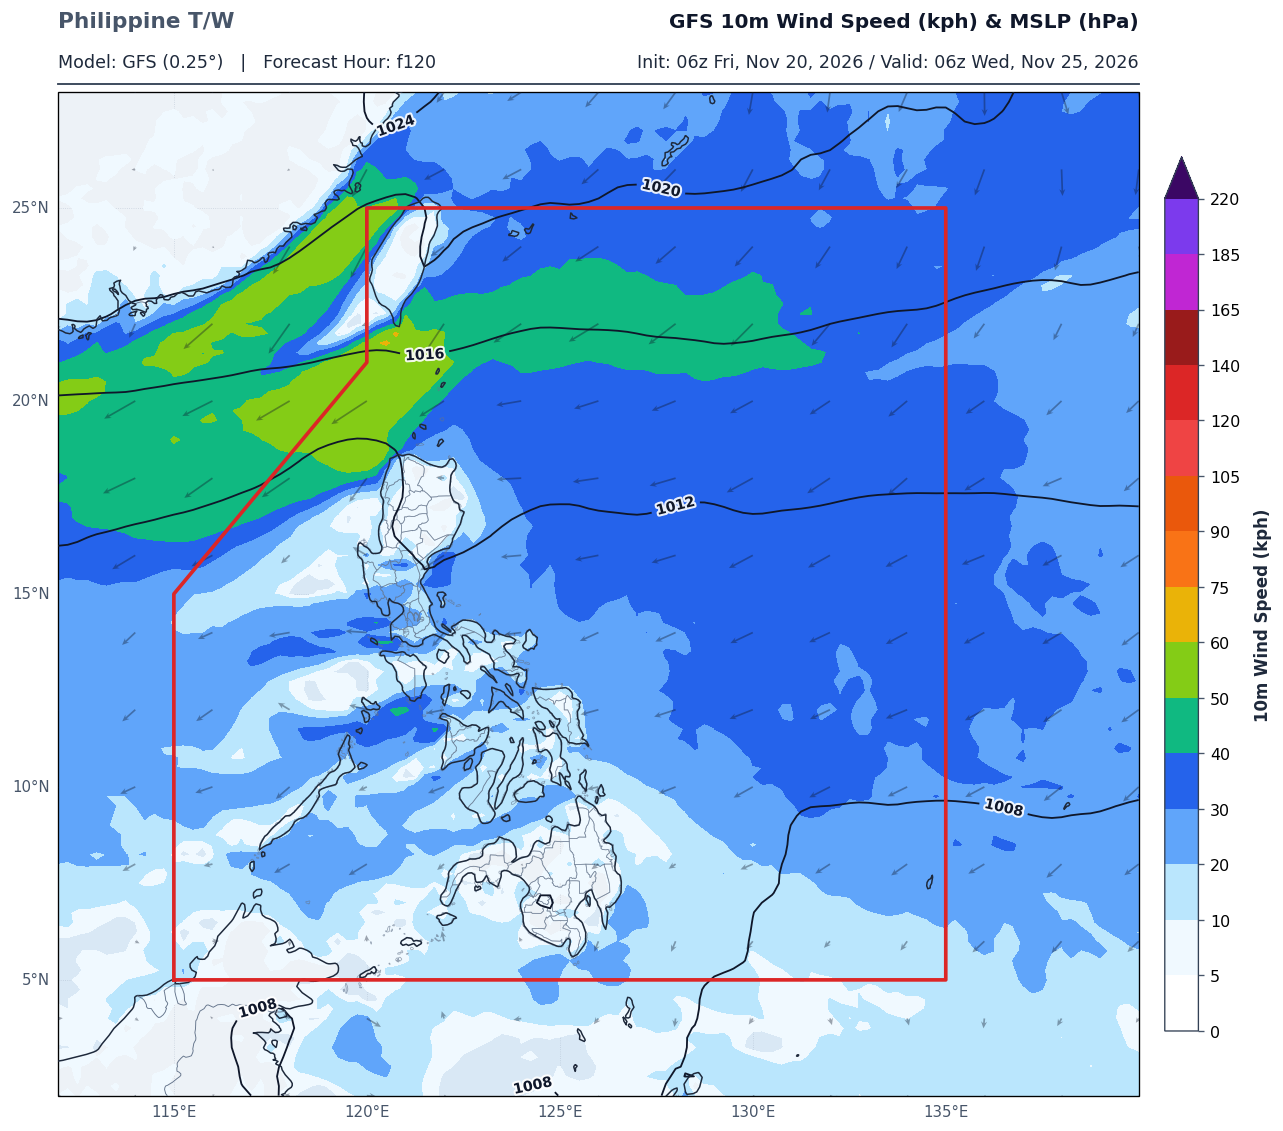 Philippine T/W
GFS 10m Wind Speed (kph) & MSLP (hPa)
Model: GFS (0.25°)   |   Forecast Hour: f120
Init: 06z Fri, Nov 20, 2026 / Valid: 06z Wed, Nov 25, 2026
1024
1020
1016
1012
1008
1008
1008
25°N
20°N
15°N
10°N
5°N
115°E
120°E
125°E
130°E
135°E
220
185
165
140
120
105
90
75
60
50
40
30
20
10
5
0
10m Wind Speed (kph)